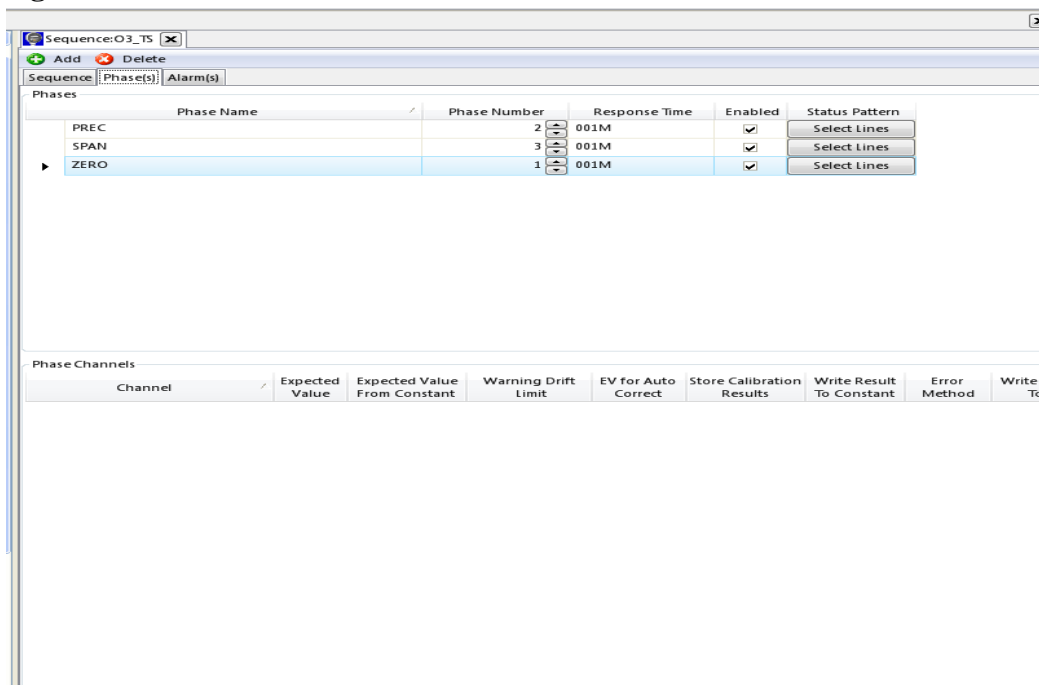 Sequence:O3_TS
Add Delete
Sequence Phase(s) Alarm(s)
Phases
Phase Name Phase Number Response Time Enabled Status Pattern
PREC 2 001M Select Lines
SPAN 3 001M Select Lines
ZERO 1 001M Select Lines
Phase Channels
Channel Expected Value Expected Value From Constant Warning Drift Limit EV for Auto Correct Store Calibration Results Write Result To Constant Error Method Write